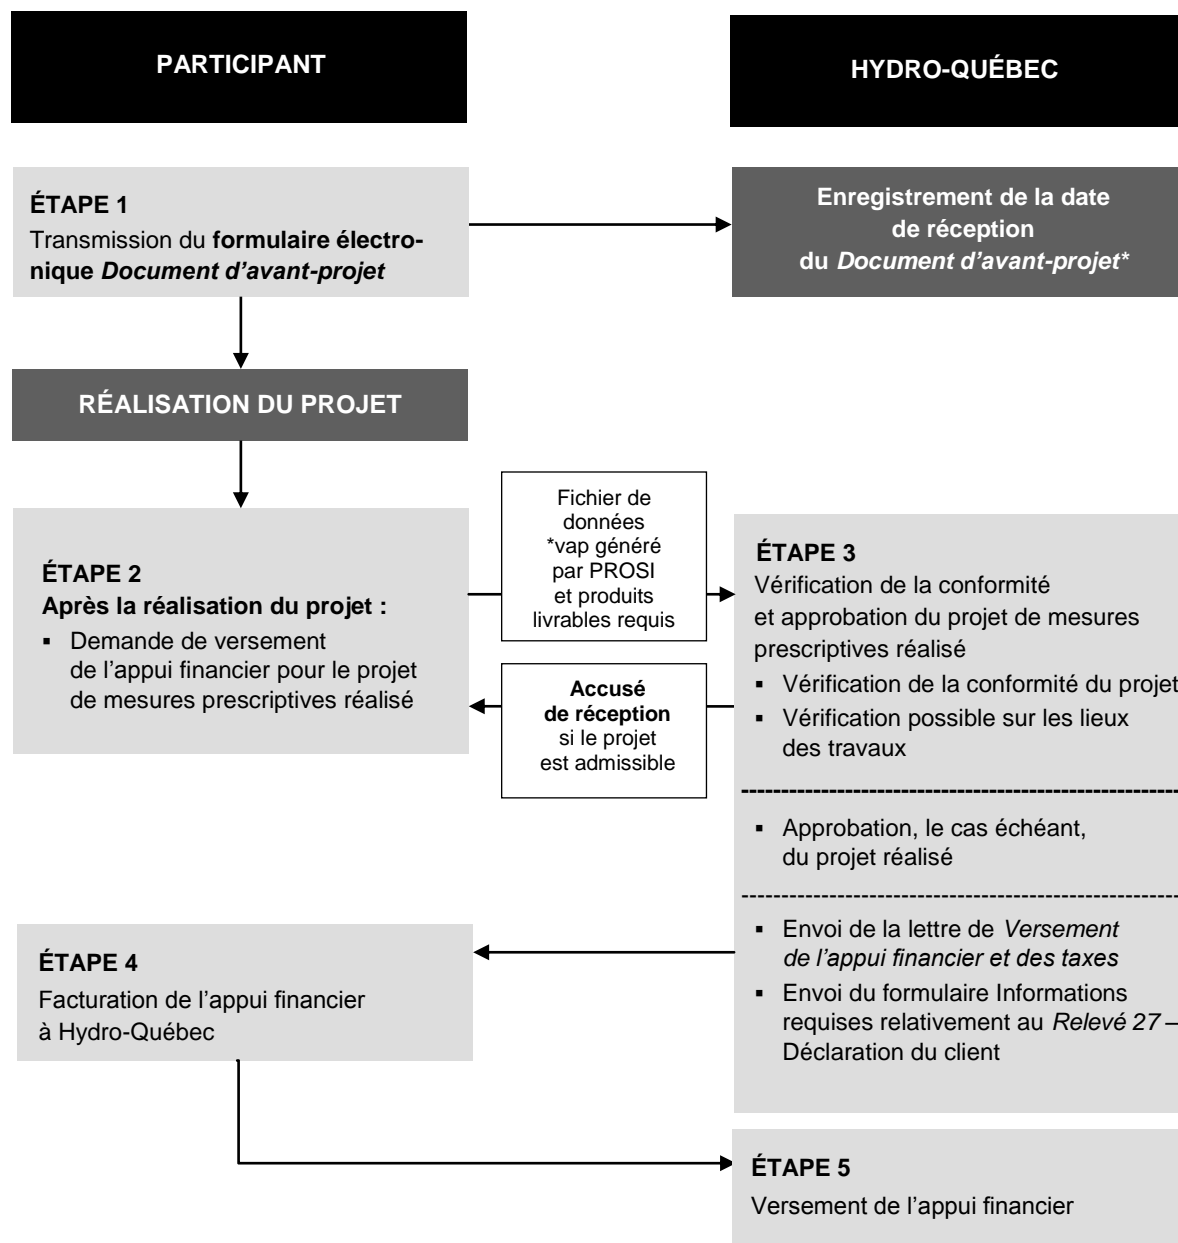 PARTICIPANT
HYDRO-QUÉBEC
ÉTAPE 1
Transmission du formulaire électro-
nique Document d’avant-projet
Enregistrement de la date
de réception
du Document d’avant-projet*
RÉALISATION DU PROJET
ÉTAPE 2
Après la réalisation du projet :
▪ Demande de versement
de l’appui financier pour le projet
de mesures prescriptives réalisé
Fichier de
données
*vap généré
par PROSI
et produits
livrables requis
Accusé
de réception
si le projet
est admissible
ÉTAPE 3
Vérification de la conformité
et approbation du projet de mesures
prescriptives réalisé
▪ Vérification de la conformité du projet
▪ Vérification possible sur les lieux
des travaux
▪ Approbation, le cas échéant,
du projet réalisé
▪ Envoi de la lettre de Versement
de l’appui financier et des taxes
▪ Envoi du formulaire Informations
requises relativement au Relevé 27 –
Déclaration du client
ÉTAPE 4
Facturation de l’appui financier
à Hydro-Québec
ÉTAPE 5
Versement de l’appui financier